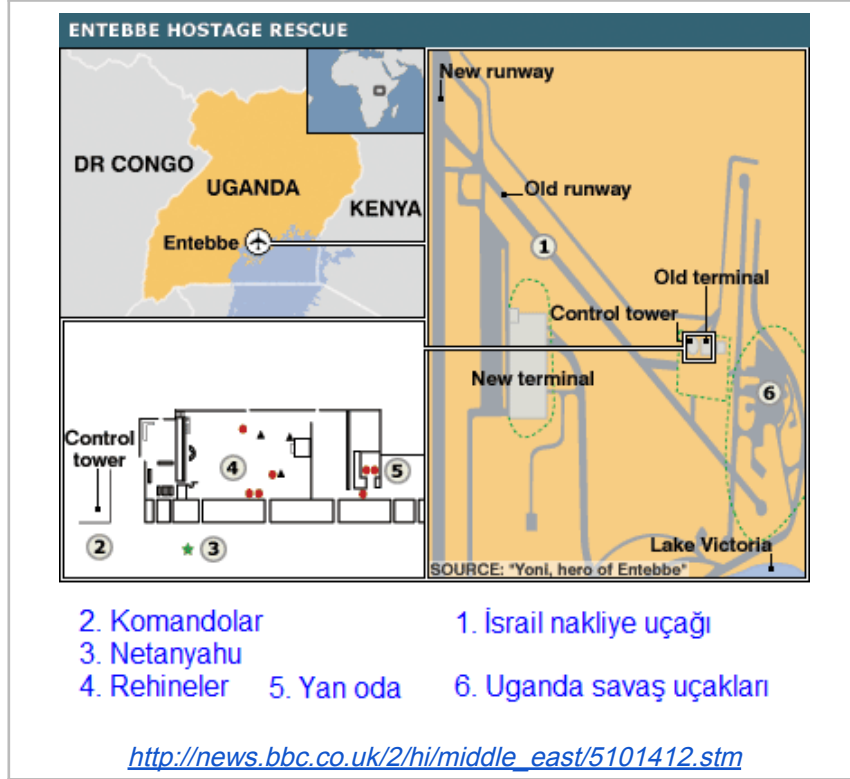 ENTEBBE HOSTAGE RESCUE
DR CONGO
UGANDA
KENYA
Entebbe
New runway
Old runway
1
Old terminal
Control tower
New terminal
6
Lake Victoria
SOURCE: "Yoni, hero of Entebbe"
Control
tower
4
5
2
3
2. Komandolar
3. Netanyahu
4. Rehineler
5. Yan oda
1. İsrail nakliye uçağı
6. Uganda savaş uçakları
http://news.bbc.co.uk/2/hi/middle_east/5101412.stm